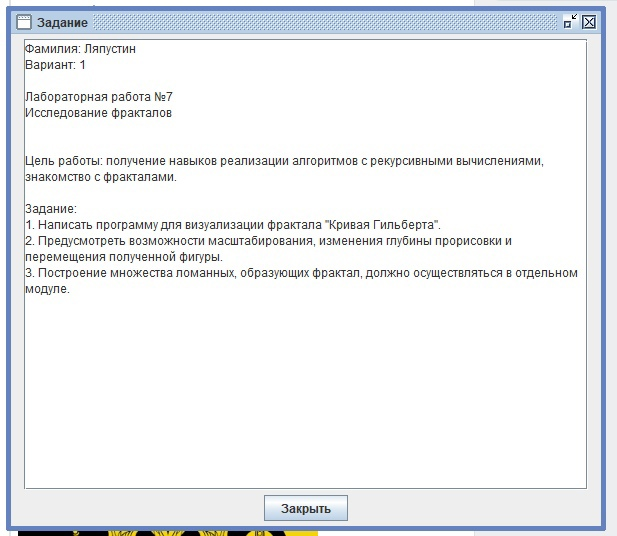 Задание
Фамилия: Ляпустин
Вариант: 1
Лабораторная работа №7
Исследование фракталов
Цель работы: получение навыков реализации алгоритмов с рекурсивными вычислениями,
знакомство с фракталами.
Задание:
1. Написать программу для визуализации фрактала "Кривая Гильберта".
2. Предусмотреть возможности масштабирования, изменения глубины прорисовки и
перемещения полученной фигуры.
3. Построение множества ломанных, образующих фрактал, должно осуществляться в отдельном
модуле.
Закрыть